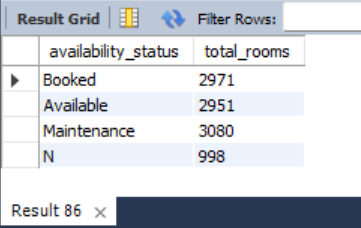 Result Grid Filter Rows:
availability_status total_rooms
Booked 2971
Available 2951
Maintenance 3080
N 998
Result 86 ×